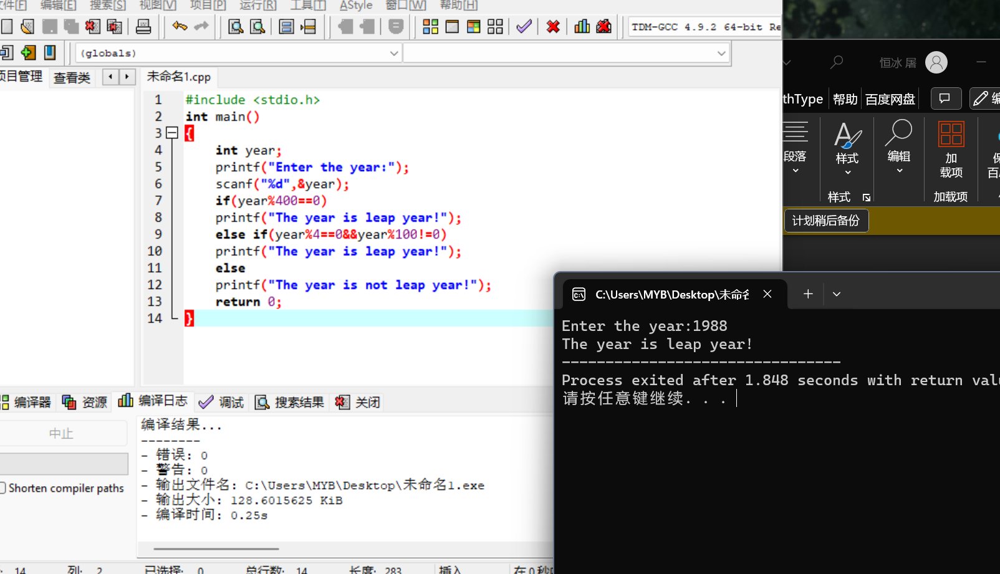 文件[F] 编辑[E] 搜索[S] 视图[V] 项目[P] 运行[R] 工具[T] AStyle 窗口[W] 帮助[H]
TDM-GCC 4.9.2 64-bit Re
(globals)
项目管理 查看类 未命名1.cpp
1 #include <stdio.h>
2 int main()
3 {
4 int year;
5 printf("Enter the year:");
6 scanf("%d",&year);
7 if(year%400==0)
8 printf("The year is leap year!");
9 else if(year%4==0&&year%100!=0)
10 printf("The year is leap year!");
11 else
12 printf("The year is not leap year!");
13 return 0;
14 }
编译器 资源 编译日志 调试 搜索结果 关闭
中止
Shorten compiler paths
编译结果...
--------
- 错误: 0
- 警告: 0
- 输出文件名: C:\Users\MYB\Desktop\未命名1.exe
- 输出大小: 128.6015625 KiB
- 编译时间: 0.25s
14 列: 2 已选择: 0 总行数: 14 长度: 283 插入 在 0 秒
恒冰 屠
thType 帮助 百度网盘 编
段落 样式 编辑 加
载项 保
百
样式 加载项
计划稍后备份
C:\Users\MYB\Desktop\未命名
Enter the year:1988
The year is leap year!
--------------------------------
Process exited after 1.848 seconds with return valu
请按任意键继续. . .